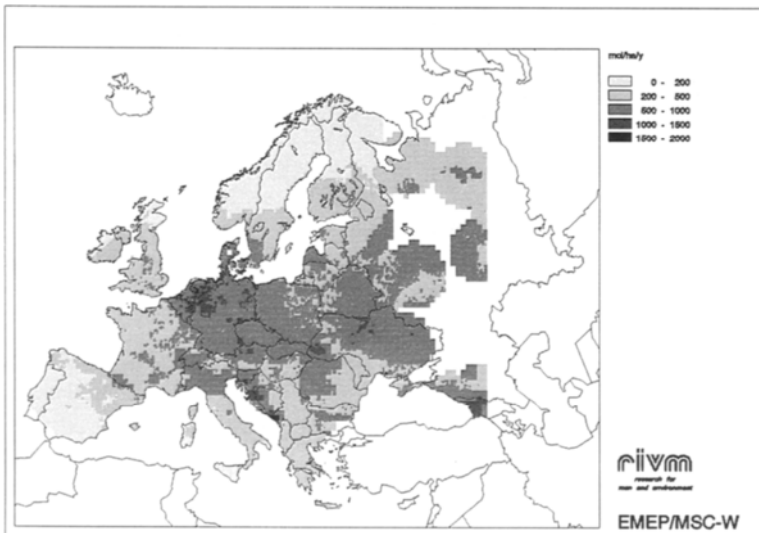 mol/ha/y
0 - 200
200 - 500
500 - 1000
1000 - 1500
1500 - 2000
rivm
research for
man and environment
EMEP/MSC-W